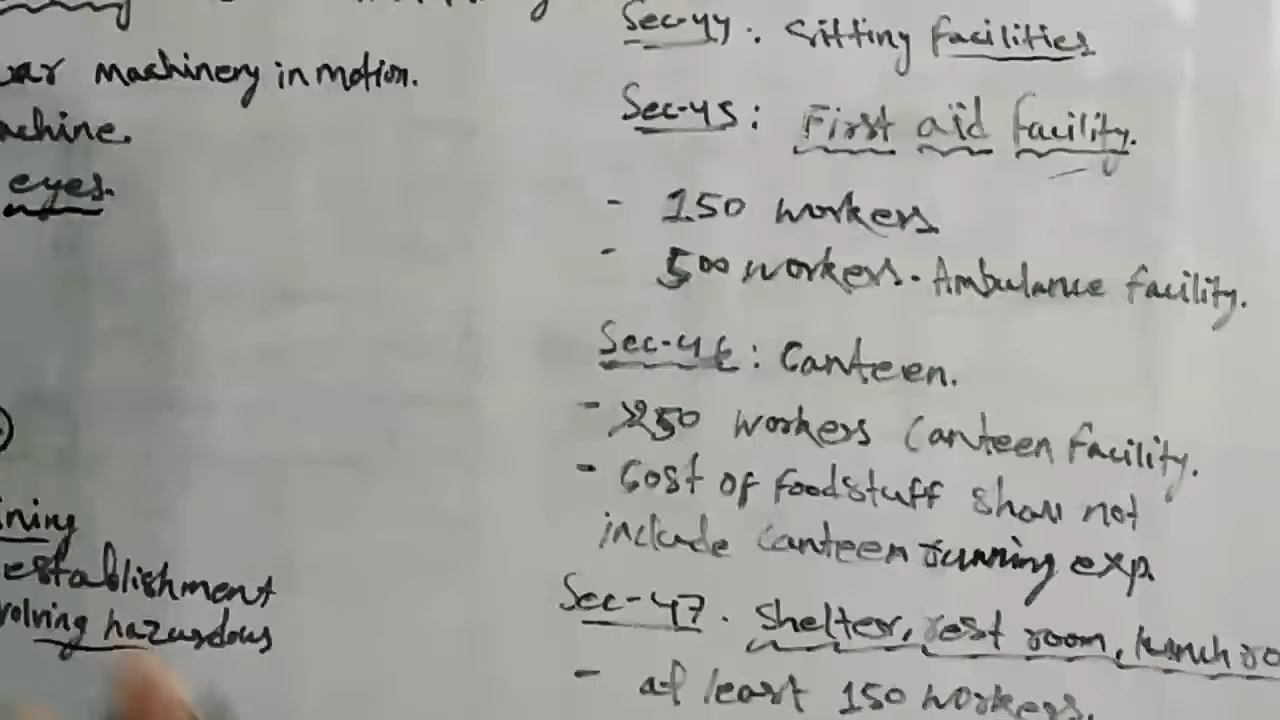 machinery in motion.
achine.
eyes.
ining
establishment
volving hazardous
Sec-44: Sitting facilities
Sec-45: First aid facility.
- 150 workers
- 500 workers - Ambulance facility.
Sec-46: Canteen.
- >250 workers Canteen facility.
- Cost of foodstuff shall not
include canteen running exp.
Sec-47. Shelter, rest room, lunch ro
- at least 150 workers.